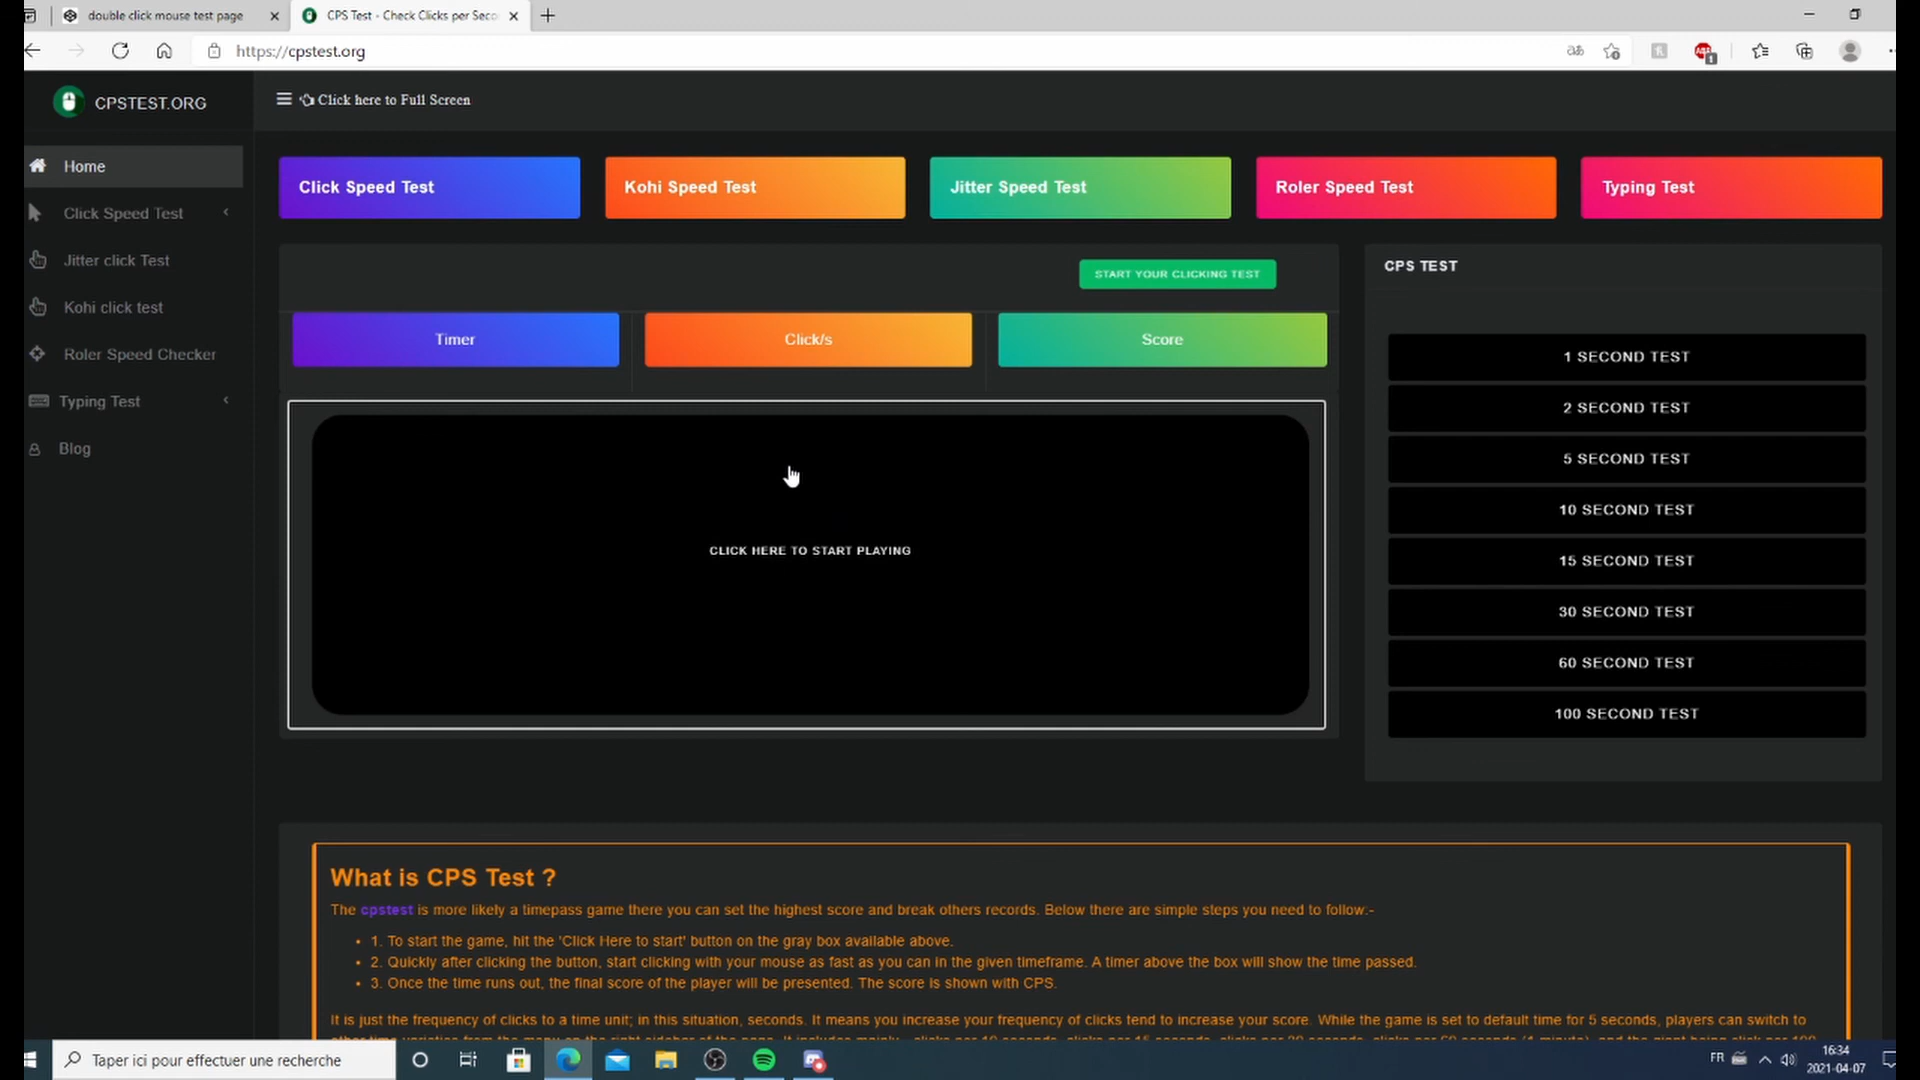 double click mouse test page
CPS Test - Check Clicks per Seco
https://cpstest.org
CPSTEST.ORG
Click here to Full Screen
Home
Click Speed Test
Jitter click Test
Kohi click test
Roler Speed Checker
Typing Test
Blog
Click Speed Test
Kohi Speed Test
Jitter Speed Test
Roler Speed Test
Typing Test
START YOUR CLICKING TEST
Timer
Click/s
Score
CLICK HERE TO START PLAYING
CPS TEST
1 SECOND TEST
2 SECOND TEST
5 SECOND TEST
10 SECOND TEST
15 SECOND TEST
30 SECOND TEST
60 SECOND TEST
100 SECOND TEST
What is CPS Test ?
The cpstest is more likely a timepass game there you can set the highest score and break others records. Below there are simple steps you need to follow:-
• 1. To start the game, hit the 'Click Here to start' button on the gray box available above.
• 2. Quickly after clicking the button, start clicking with your mouse as fast as you can in the given timeframe. A timer above the box will show the time passed.
• 3. Once the time runs out, the final score of the player will be presented. The score is shown with CPS.
It is just the frequency of clicks to a time unit; in this situation, seconds. It means you increase your frequency of clicks tend to increase your score. While the game is set to default time for 5 seconds, players can switch to
Taper ici pour effectuer une recherche
FR
16:34
2021-04-07